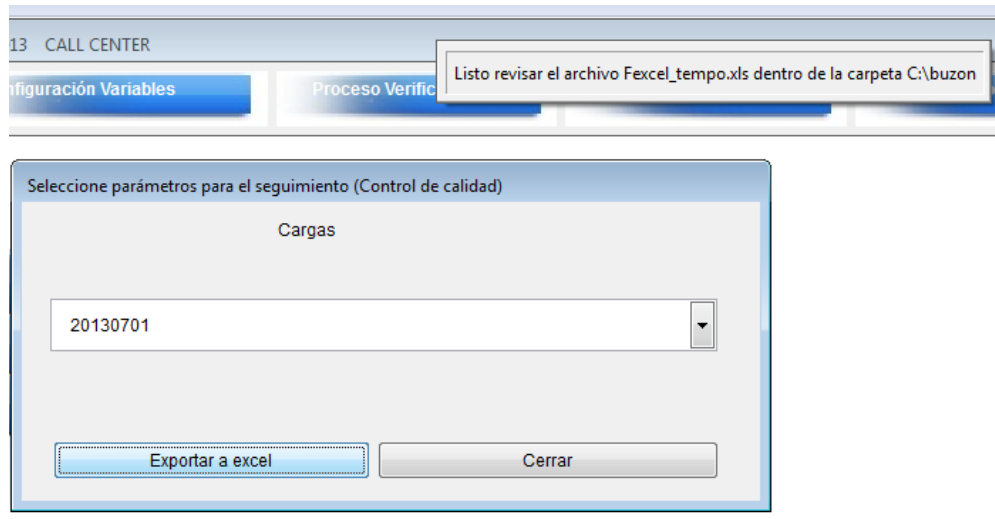 13 CALL CENTER
Listo revisar el archivo Fexcel_tempo.xls dentro de la carpeta C:\buzon
nfiguración Variables
Proceso Verific
Seleccione parámetros para el seguimiento (Control de calidad)
Cargas
20130701
Exportar a excel
Cerrar